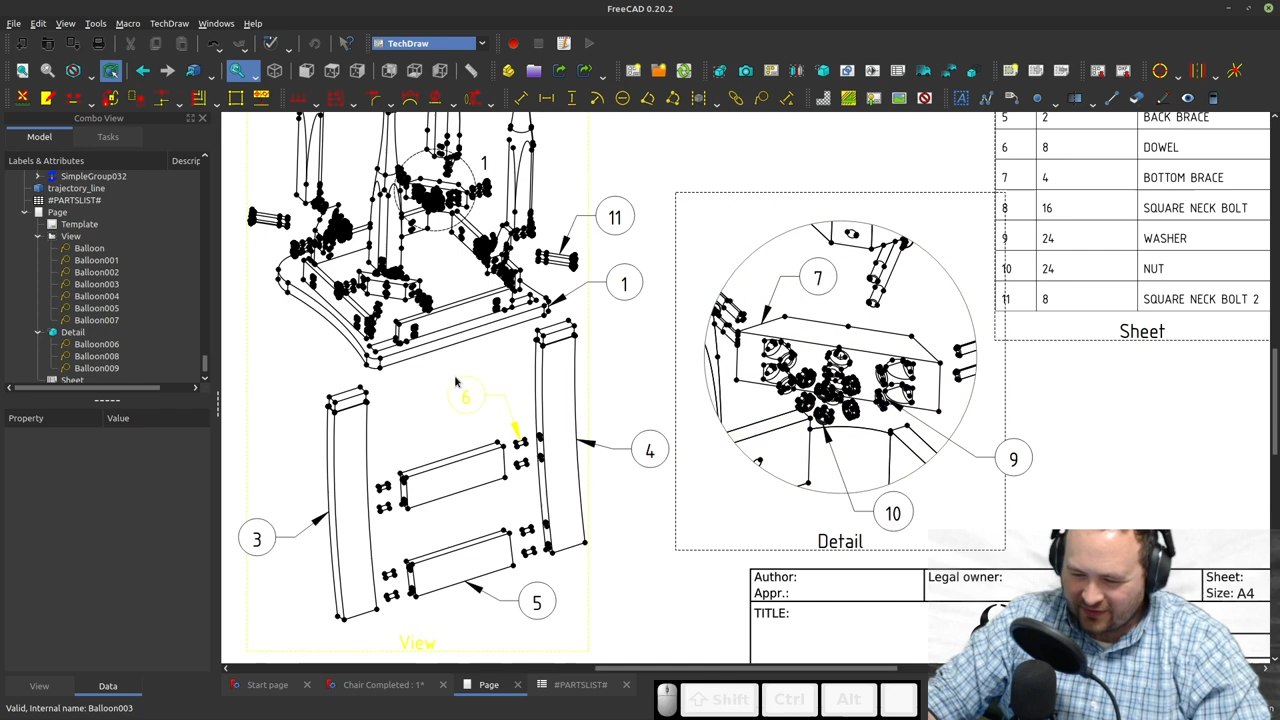 FreeCAD 0.20.2
File Edit View Tools Macro TechDraw Windows Help
TechDraw
Combo View
Model Tasks
Labels & Attributes Descrip
SimpleGroup032
trajectory_line
#PARTSLIST#
Page
Template
View
Balloon
Balloon001
Balloon002
Balloon003
Balloon004
Balloon005
Balloon007
Detail
Balloon006
Balloon008
Balloon009
Sheet
Property Value
View Data
1
11
1
6
4
3
5
View
7
9
10
Detail
5 2 BACK BRACE
6 8 DOWEL
7 4 BOTTOM BRACE
8 16 SQUARE NECK BOLT
9 24 WASHER
10 24 NUT
11 8 SQUARE NECK BOLT 2
Sheet
Author: Legal owner: Sheet:
Appr.: Size: A4
TITLE:
Start page Chair Completed : 1* Page #PARTSLIST#
Shift Ctrl Alt
Valid, Internal name: Balloon003